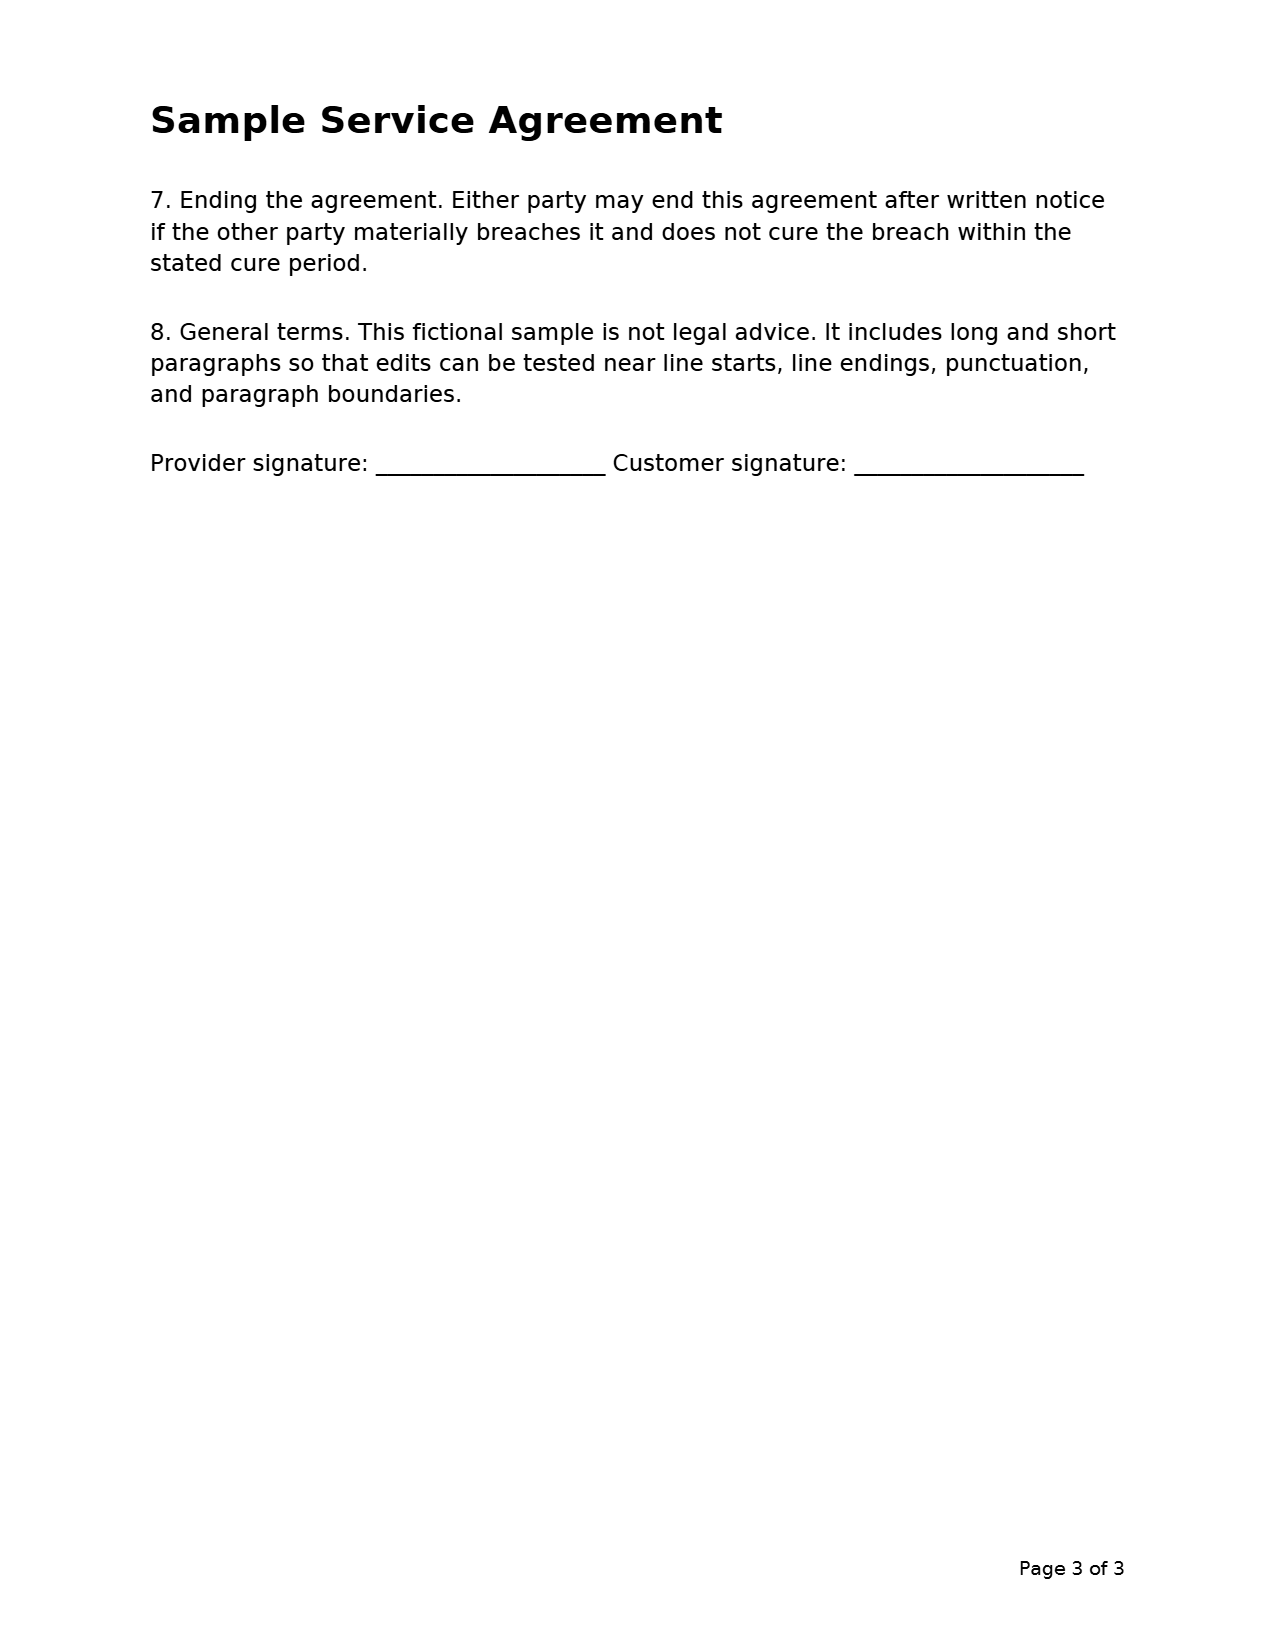 Sample Service Agreement
7. Ending the agreement. Either party may end this agreement after written notice
if the other party materially breaches it and does not cure the breach within the
stated cure period.
8. General terms. This fictional sample is not legal advice. It includes long and short
paragraphs so that edits can be tested near line starts, line endings, punctuation,
and paragraph boundaries.
Provider signature: ____________________ Customer signature: ____________________
Page 3 of 3